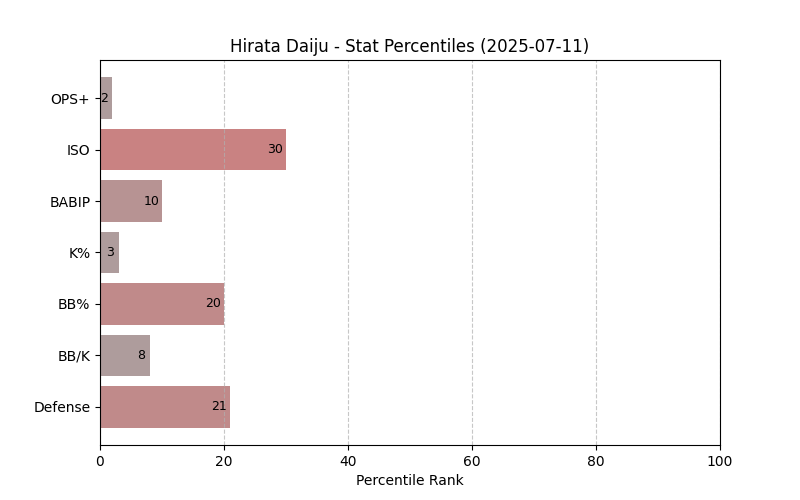 Hirata Daiju - Stat Percentiles (2025-07-11)
OPS+ 2
ISO 30
BABIP 10
K% 3
BB% 20
BB/K 8
Defense 21
0 20 40 60 80 100
Percentile Rank